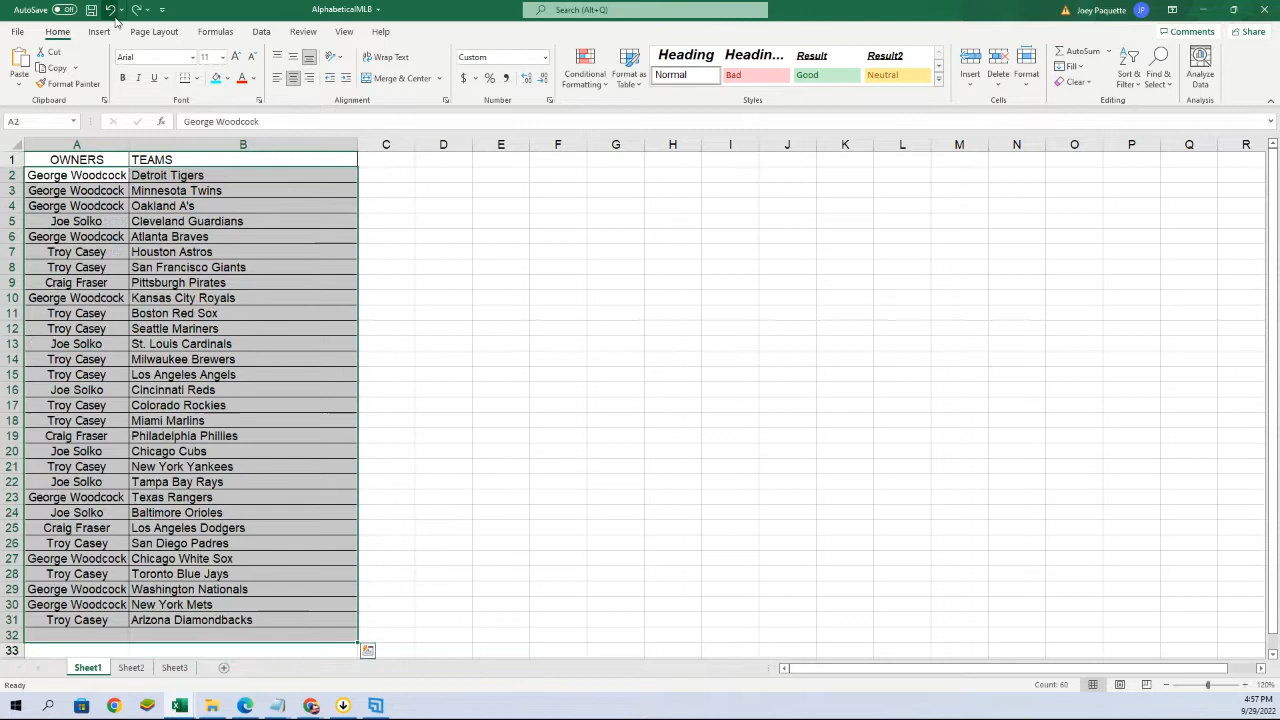 AutoSave Off AlphabeticalMLB Search (Alt+Q) Joey Paquette JP
File Home Insert Page Layout Formulas Data Review View Help Comments Share
Paste Cut Copy Format Painter Clipboard
Arial 11 A A B I U A Font
Wrap Text Merge & Center Alignment
Custom $ % , Number
Conditional Formatting Format as Table
Heading Headin... Result Result2
Normal Bad Good Neutral
Styles
Insert Delete Format Cells
AutoSum Fill Clear Sort & Filter Find & Select Editing
Analyze Data Analysis
A2 fx George Woodcock
A B C D E F G H I J K L M N O P Q R
1 OWNERS TEAMS
2 George Woodcock Detroit Tigers
3 George Woodcock Minnesota Twins
4 George Woodcock Oakland A's
5 Joe Solko Cleveland Guardians
6 George Woodcock Atlanta Braves
7 Troy Casey Houston Astros
8 Troy Casey San Francisco Giants
9 Craig Fraser Pittsburgh Pirates
10 George Woodcock Kansas City Royals
11 Troy Casey Boston Red Sox
12 Troy Casey Seattle Mariners
13 Joe Solko St. Louis Cardinals
14 Troy Casey Milwaukee Brewers
15 Troy Casey Los Angeles Angels
16 Joe Solko Cincinnati Reds
17 Troy Casey Colorado Rockies
18 Troy Casey Miami Marlins
19 Craig Fraser Philadelphia Phillies
20 Joe Solko Chicago Cubs
21 Troy Casey New York Yankees
22 Joe Solko Tampa Bay Rays
23 George Woodcock Texas Rangers
24 Joe Solko Baltimore Orioles
25 Craig Fraser Los Angeles Dodgers
26 Troy Casey San Diego Padres
27 George Woodcock Chicago White Sox
28 Troy Casey Toronto Blue Jays
29 George Woodcock Washington Nationals
30 George Woodcock New York Mets
31 Troy Casey Arizona Diamondbacks
32
33
Sheet1 Sheet2 Sheet3
Ready Count: 60 120%
4:57 PM
9/29/2022